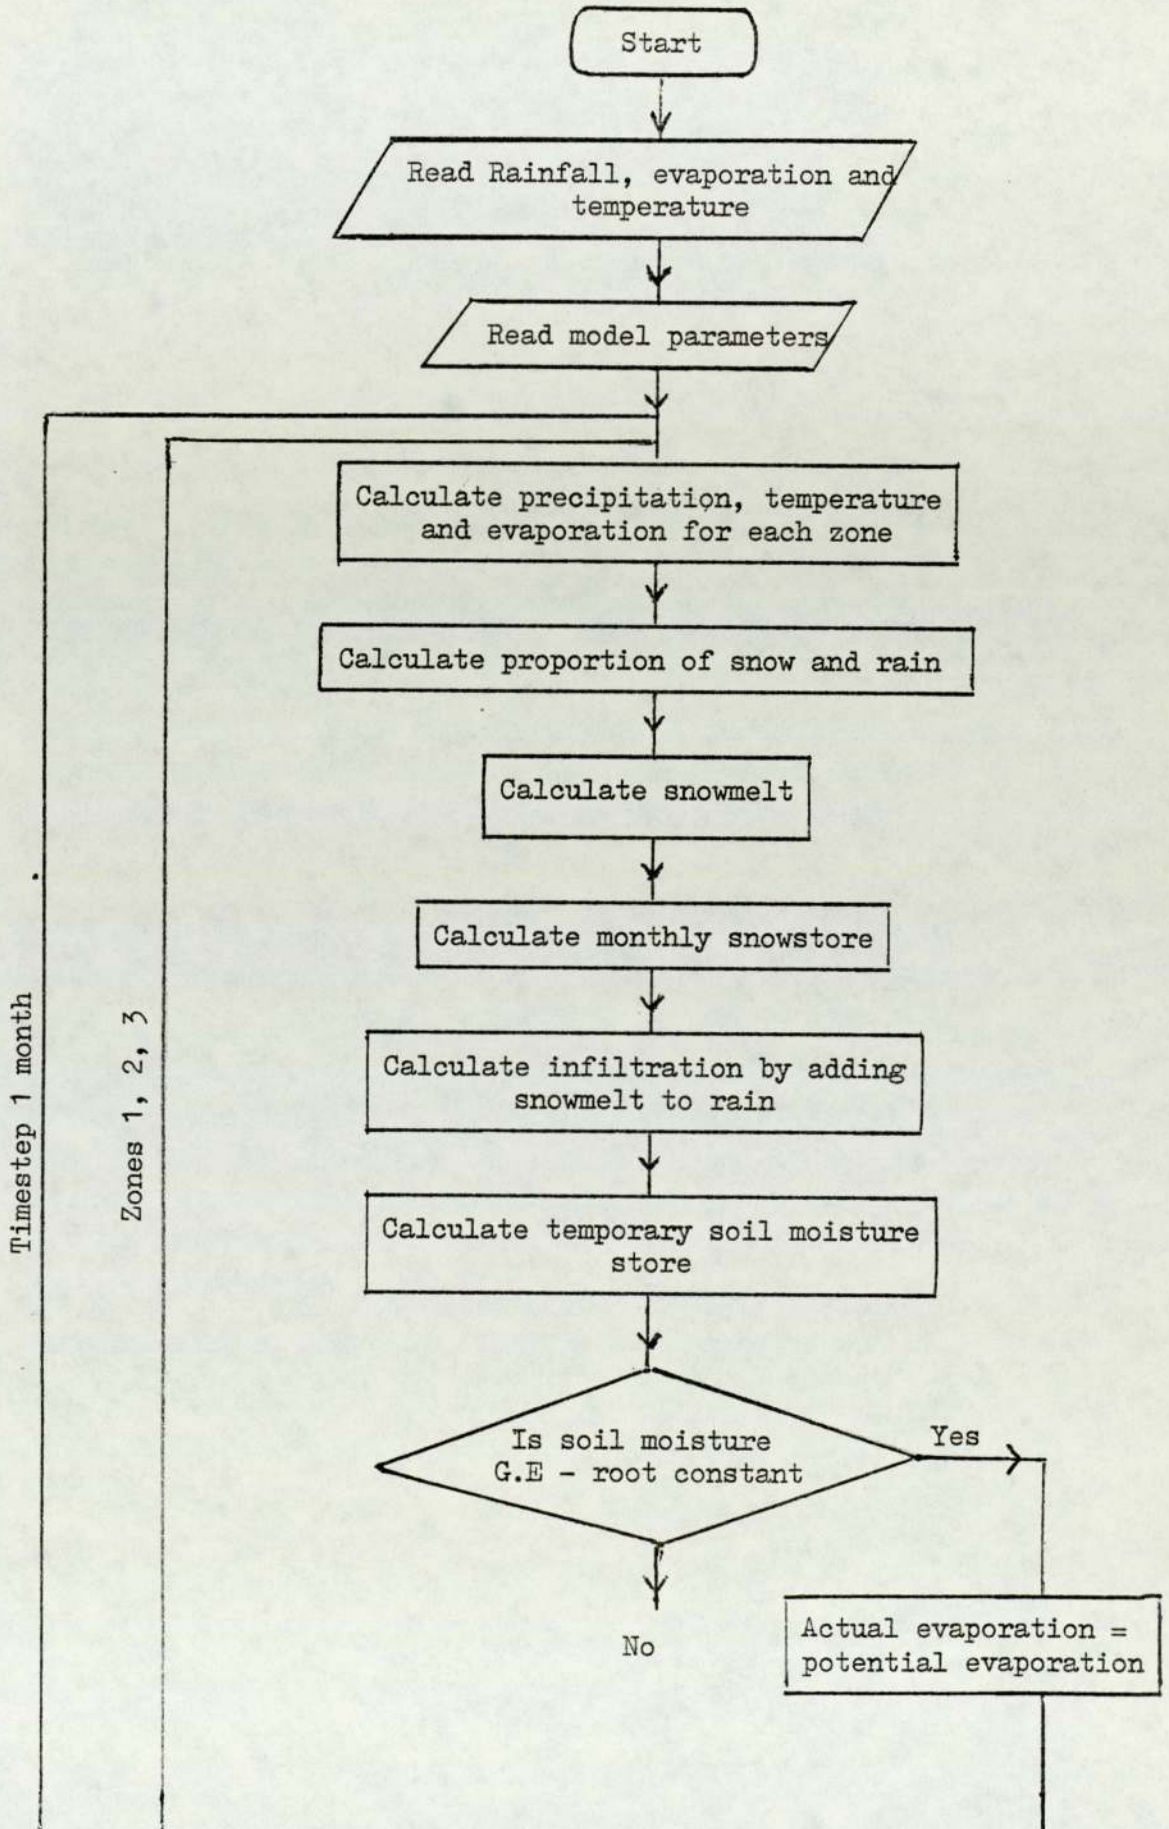 Start
Read Rainfall, evaporation and
temperature
Read model parameters
Calculate precipitation, temperature
and evaporation for each zone
Calculate proportion of snow and rain
Calculate snowmelt
Calculate monthly snowstore
Calculate infiltration by adding
snowmelt to rain
Calculate temporary soil moisture
store
Is soil moisture
G.E - root constant
Yes
No
Actual evaporation =
potential evaporation
Timestep 1 month
Zones 1, 2, 3